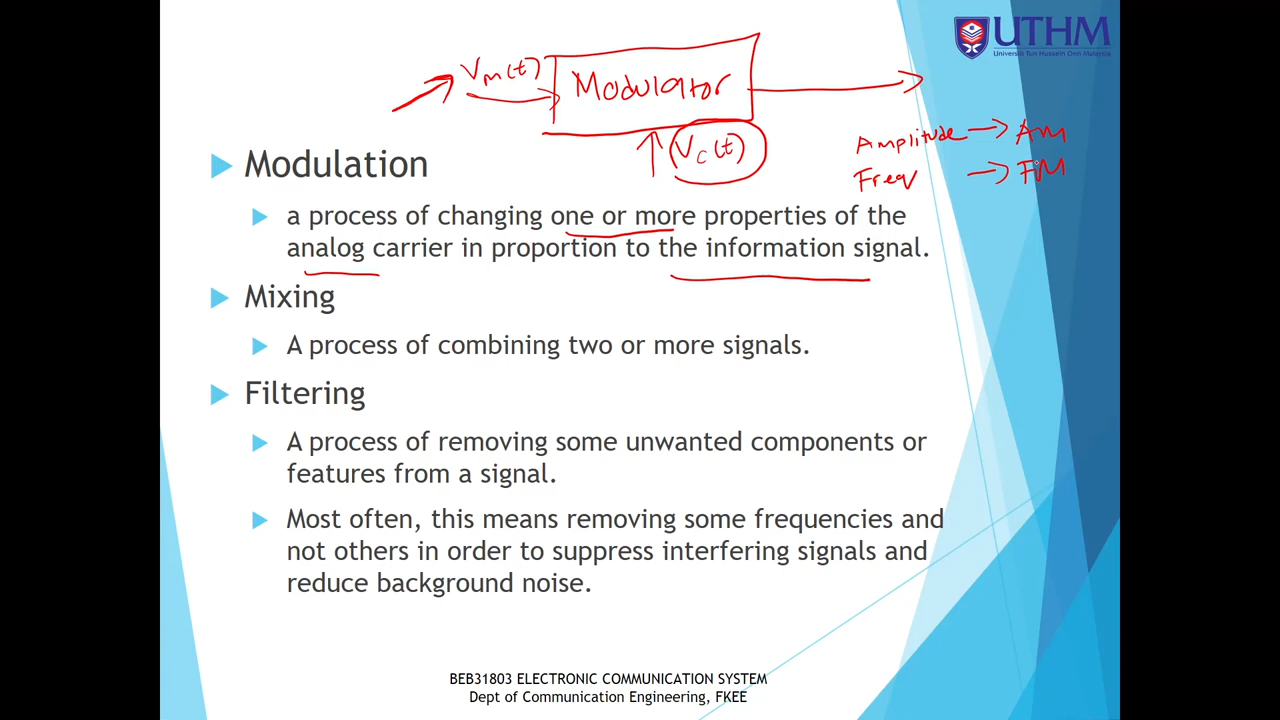 UTHM
Universiti Tun Hussein Onn Malaysia
Vm(t)
Modulator
Vc(t)
Amplitude → AM
Freq → FM
Modulation
a process of changing one or more properties of the
analog carrier in proportion to the information signal.
Mixing
A process of combining two or more signals.
Filtering
A process of removing some unwanted components or
features from a signal.
Most often, this means removing some frequencies and
not others in order to suppress interfering signals and
reduce background noise.
BEB31803 ELECTRONIC COMMUNICATION SYSTEM
Dept of Communication Engineering, FKEE